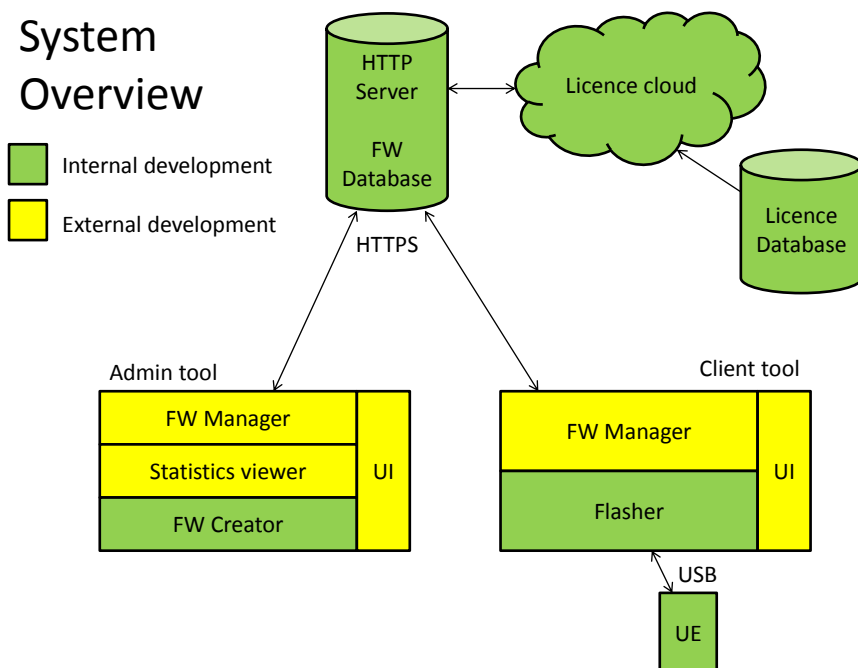 System
Overview
Internal development
External development
HTTP
Server
FW
Database
Licence cloud
Licence
Database
HTTPS
Admin tool
FW Manager
Statistics viewer
FW Creator
UI
Client tool
FW Manager
Flasher
UI
USB
UE